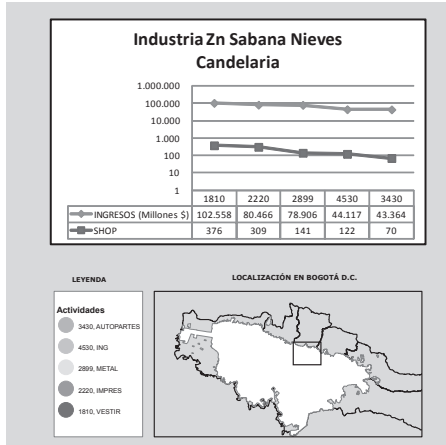 Industria Zn Sabana Nieves
Candelaria
1.000.000
100.000
10.000
1.000
100
10
1
1810 2220 2899 4530 3430
INGRESOS (Millones $) 102.558 80.466 78.906 44.117 43.364
SHOP 376 309 141 122 70
LEYENDA
LOCALIZACIÓN EN BOGOTÁ D.C.
Actividades
3430, AUTOPARTES
4530, ING
2899, METAL
2220, IMPRES
1810, VESTIR